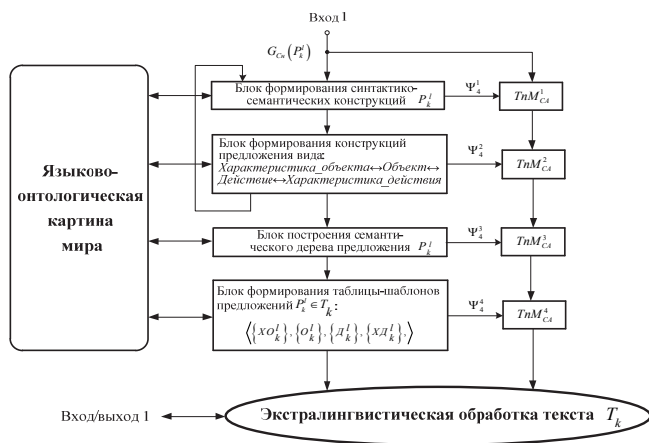 Вход 1
G_{Cи}(P_k^l)
Блок формирования синтактико-
семантических конструций P_k^l
Ψ_4^1
TnM_{CA}^1
Блок формирования конструкций
предложения вида:
Характеристика_объекта↔Объект↔
Действие↔Характеристика_действия
Ψ_4^2
TnM_{CA}^2
Языково-
онтологическая
картина
мира
Блок построения семанти-
ческого дерева предложения P_k^l
Ψ_4^3
TnM_{CA}^3
Блок формирования таблицы-шаблонов
предложений P_k^l ∈ T_k :
⟨{ХО_k^l}, {О_k^l}, {Д_k^l}, {ХД_k^l},⟩
Ψ_4^4
TnM_{CA}^4
Вход/выход 1
Экстралингвистическая обработка текста T_k